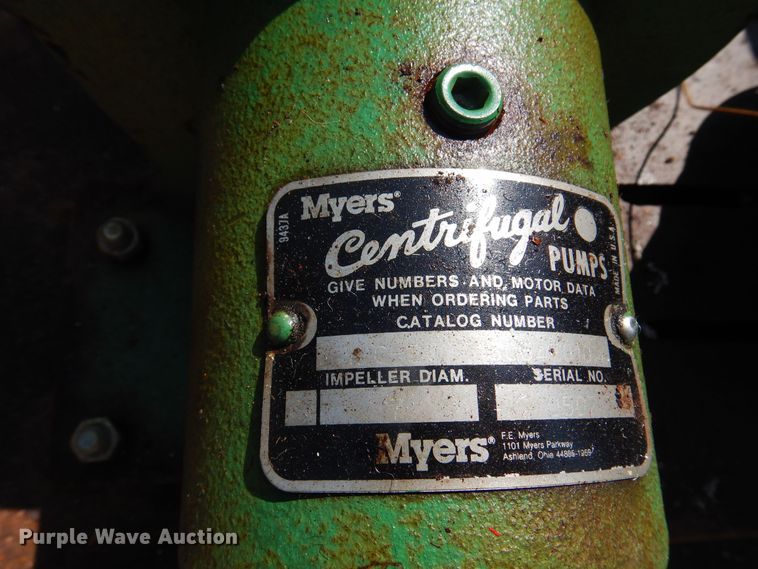 Myers®
Centrifugal
PUMPS
9437A
MADE IN U.S.A.
GIVE NUMBERS AND MOTOR DATA
WHEN ORDERING PARTS
CATALOG NUMBER
IMPELLER DIAM. SERIAL NO.
Myers®
F.E. Myers
1101 Myers Parkway
Ashland, Ohio 44805-1969
Purple Wave Auction